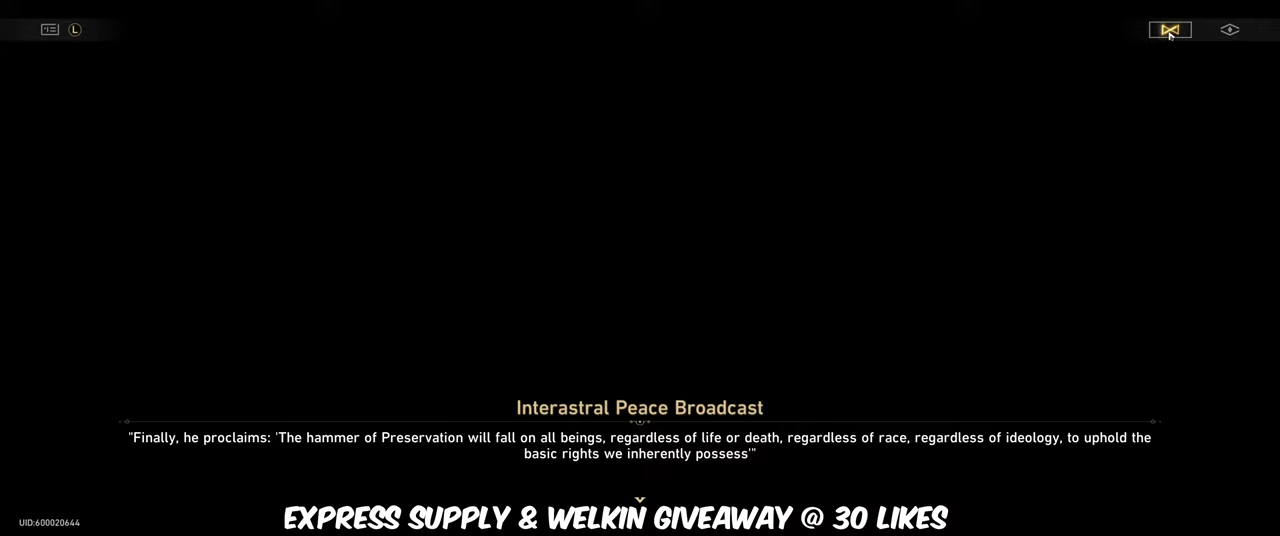 L
Interastral Peace Broadcast
"Finally, he proclaims: 'The hammer of Preservation will fall on all beings, regardless of life or death, regardless of race, regardless of ideology, to uphold the
basic rights we inherently possess'"
EXPRESS SUPPLY & WELKIN GIVEAWAY @ 30 LIKES
UID:600020644